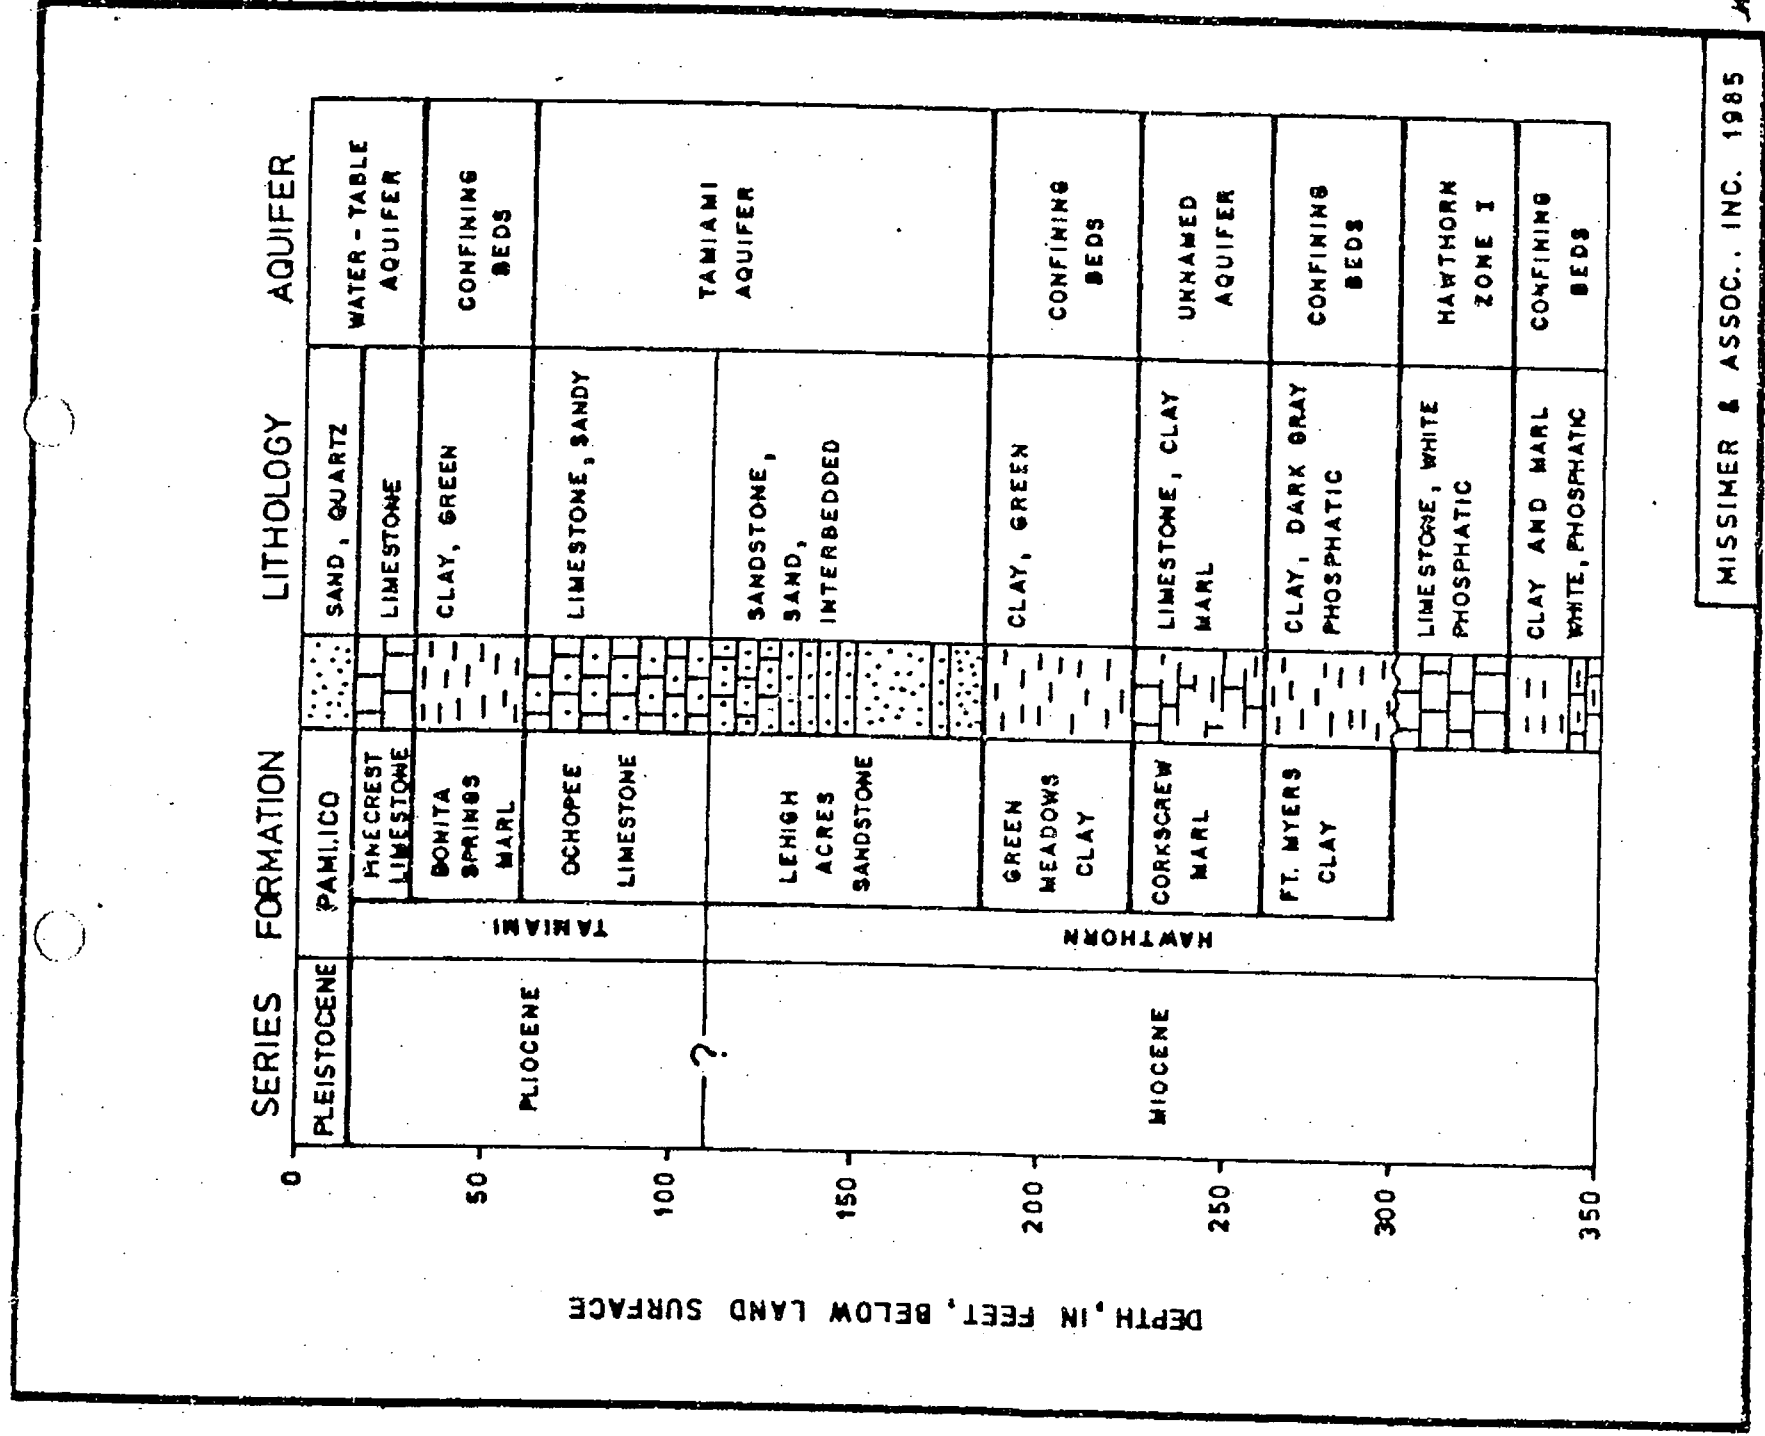 SERIES FORMATION LITHOLOGY AQUIFER
0
50
100
150
200
250
300
350
DEPTH, IN FEET, BELOW LAND SURFACE
PLEISTOCENE
PLIOCENE
?
MIOCENE
PAMLICO
TAMIAMI
HAWTHORN
PINECREST
LIMESTONE
BONITA
SPRINGS
MARL
OCHOPEE
LIMESTONE
LEHIGH
ACRES
SANDSTONE
GREEN
MEADOWS
CLAY
CORKSCREW
MARL
FT. MYERS
CLAY
SAND, QUARTZ
LIMESTONE
CLAY, GREEN
LIMESTONE, SANDY
SANDSTONE,
SAND,
INTERBEDDED
CLAY, GREEN
LIMESTONE, CLAY
MARL
CLAY, DARK GRAY
PHOSPHATIC
LIMESTONE, WHITE
PHOSPHATIC
CLAY AND MARL
WHITE, PHOSPHATIC
WATER-TABLE
AQUIFER
CONFINING
BEDS
TAMIAMI
AQUIFER
CONFINING
BEDS
UNNAMED
AQUIFER
CONFINING
BEDS
HAWTHORN
ZONE I
CONFINING
BEDS
MISSIMER & ASSOC., INC. 1985